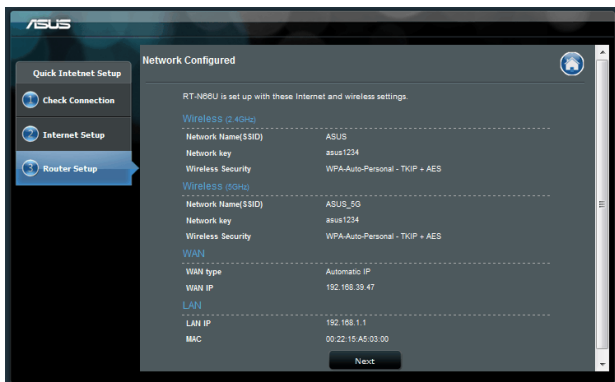 ASUS
Quick Intetnet Setup
1 Check Connection
2 Internet Setup
3 Router Setup
Network Configured
RT-N66U is set up with these Internet and wireless settings.
Wireless (2.4GHz)
Network Name(SSID) ASUS
Network key asus1234
Wireless Security WPA-Auto-Personal - TKIP + AES
Wireless (5GHz)
Network Name(SSID) ASUS_5G
Network key asus1234
Wireless Security WPA-Auto-Personal - TKIP + AES
WAN
WAN type Automatic IP
WAN IP 192.168.39.47
LAN
LAN IP 192.168.1.1
MAC 00:22:15:A5:03:00
Next